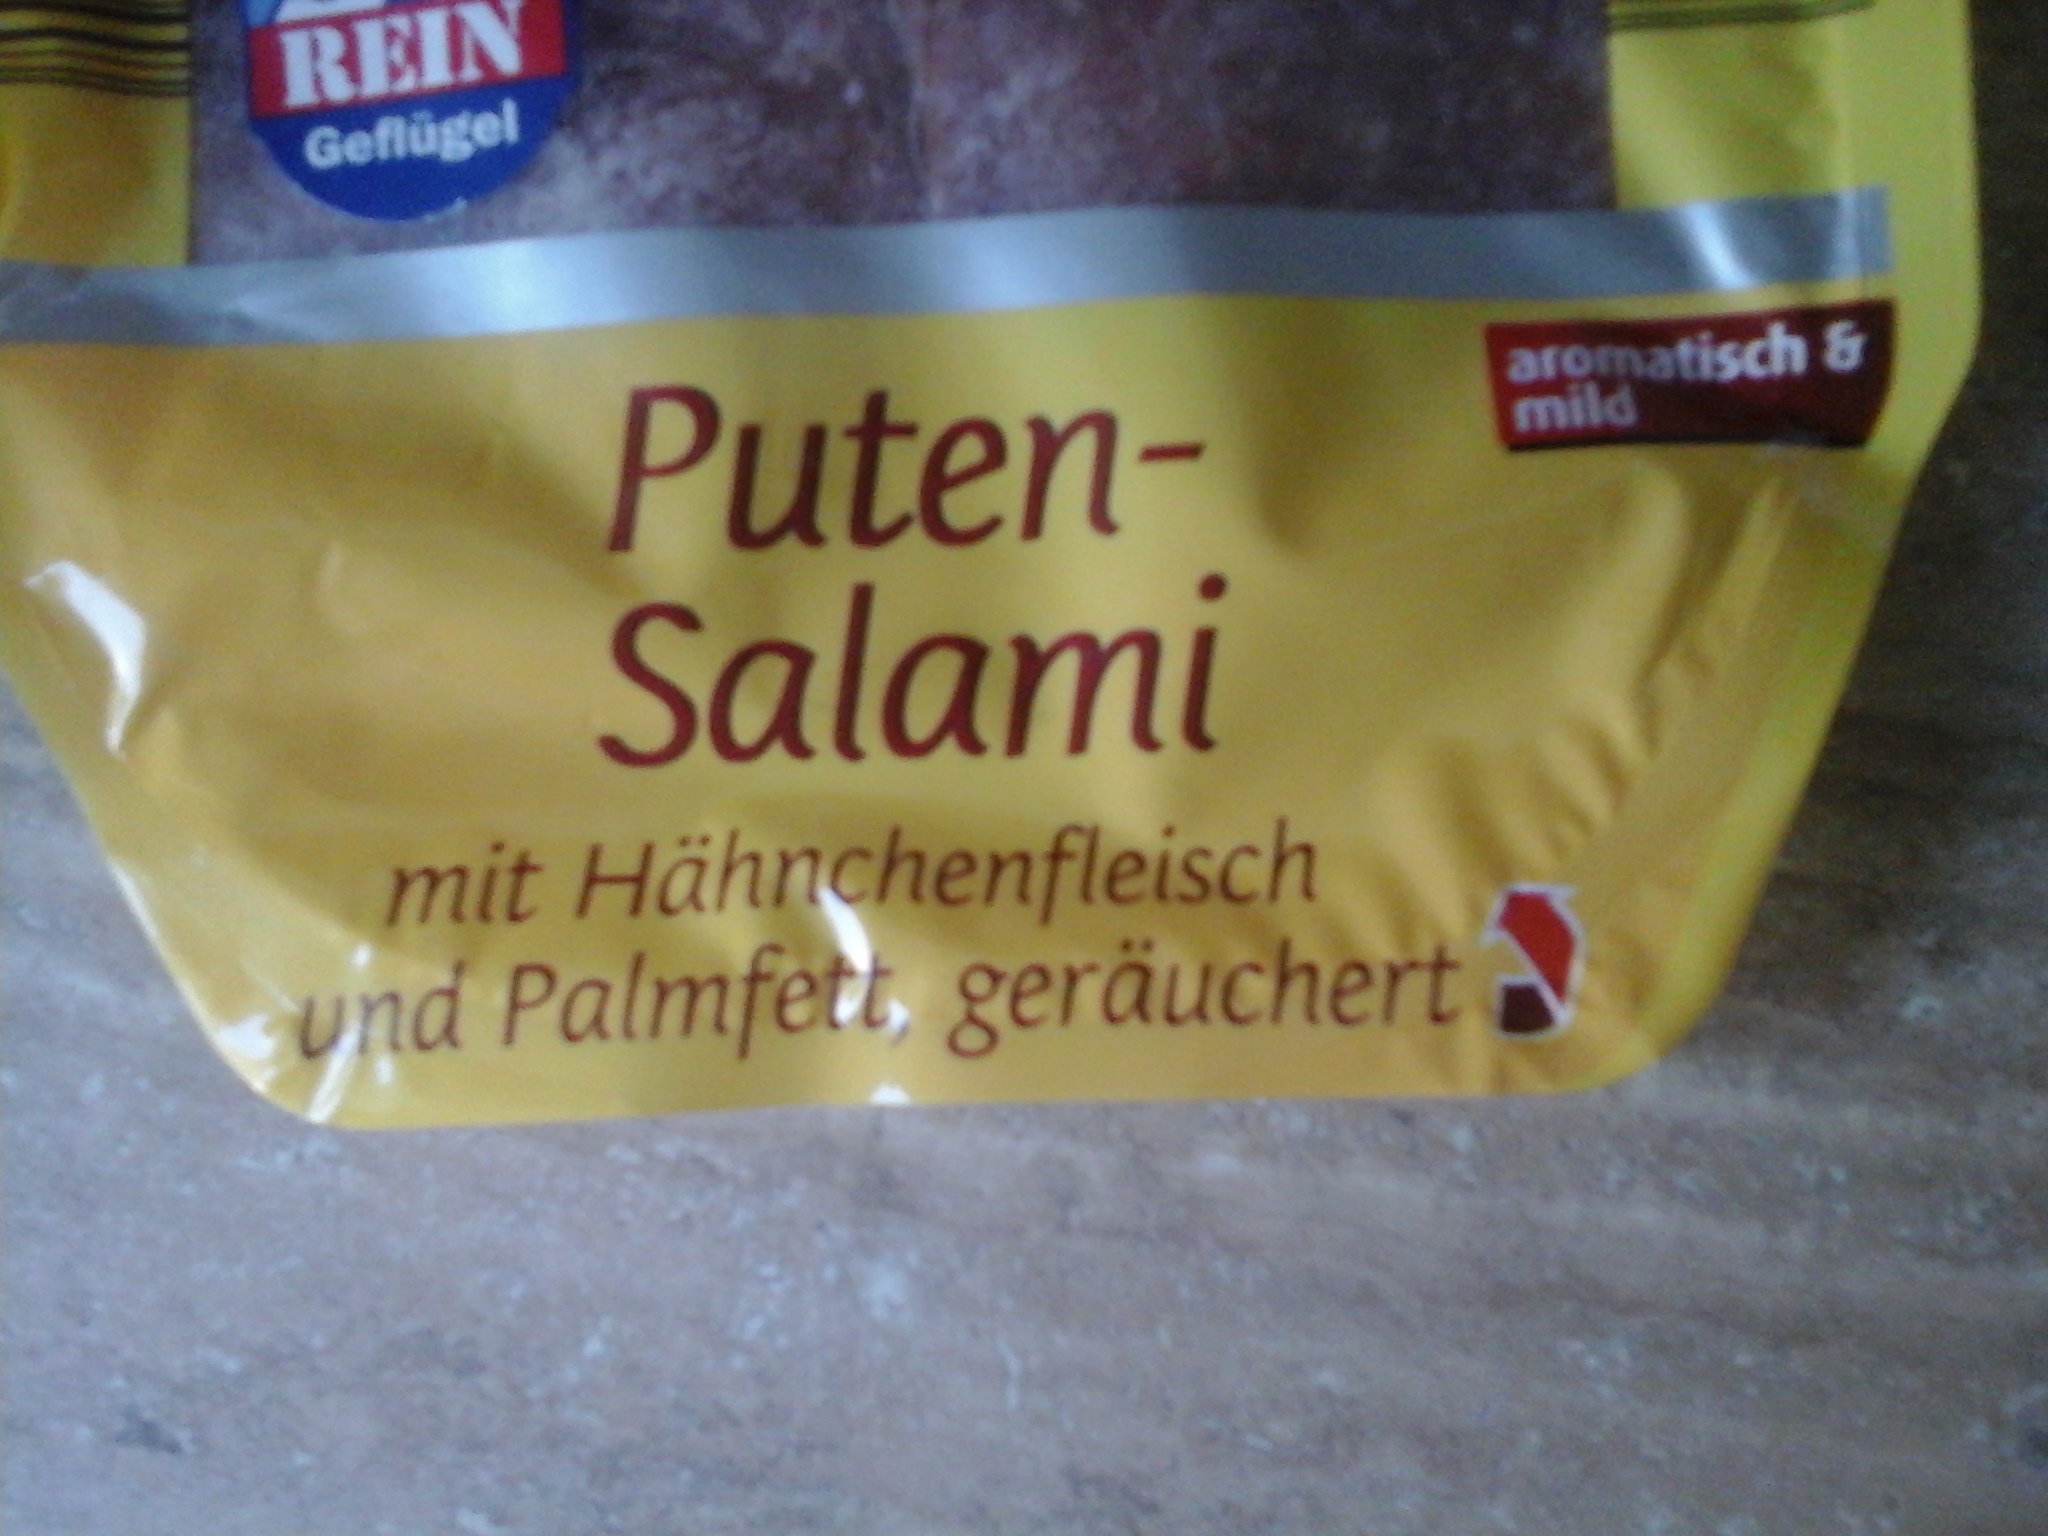 REIN
Geflügel
aromatisch &
mild
Puten-
Salami
mit Hähnchenfleisch
und Palmfett, geräuchert